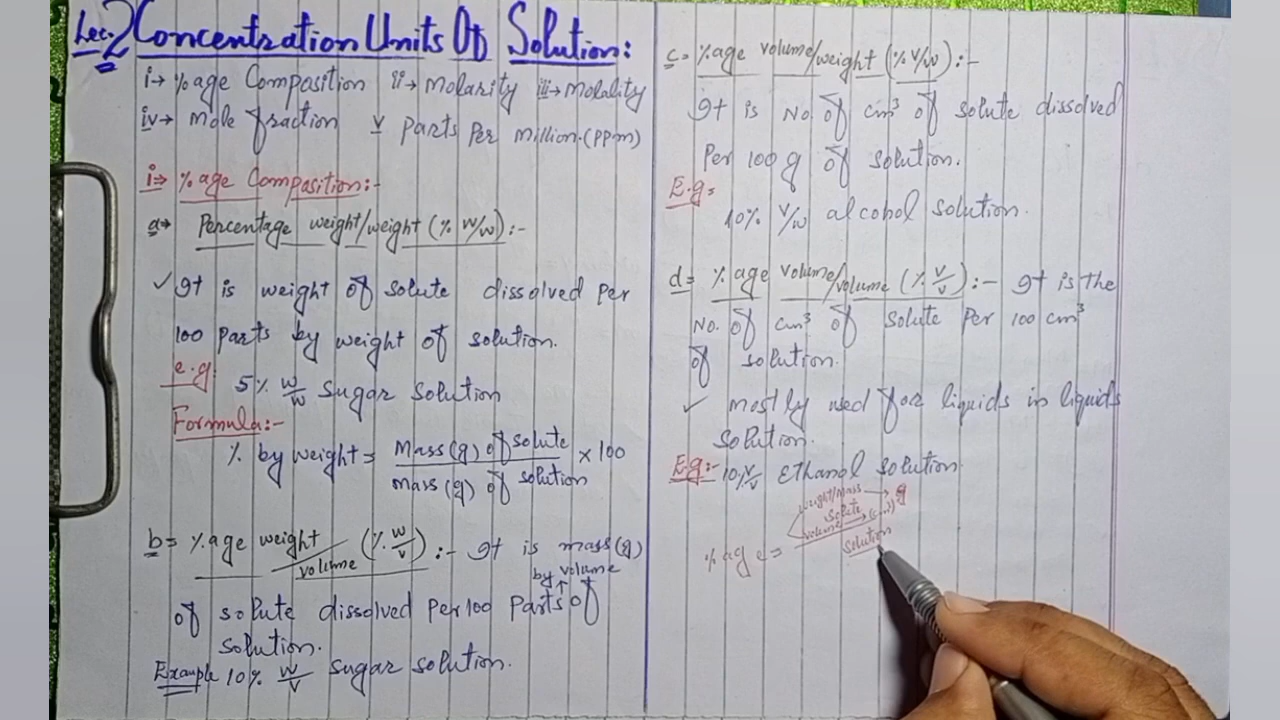 Lec.2 Concentration Units Of Solution:
i→ %age Composition ii→ Molarity iii→ Molality
iv→ Mole fraction v Parts Per Million.(PPm)
i⇒ %age Composition:-
a⇒ Percentage weight/weight (% W/W):-
✓ It is weight of solute dissolved per
100 parts by weight of solution.
e.g.
5% W/W Sugar Solution
Formula:-
% by weight = Mass(g) of solute / Mass(g) of solution × 100
b= %age weight/volume (% W/V):- It is mass(g)
by volume
of solute dissolved per 100 parts of
solution.
Example 10% W/V sugar solution.
c= %age volume/weight (% V/W):-
It is No. of cm³ of solute dissolved
Per 100 g of solution.
E.g=
10% V/W alcohol solution.
d= % age volume/volume (% V/V):- It is the
No. of cm³ of solute Per 100 cm³
of solution.
✓ mostly used for liquids in liquids
solution.
E.g:- 10% V/V Ethanol solution
weight/Mass → g
solute
volume → (cm³)
% age =
solution